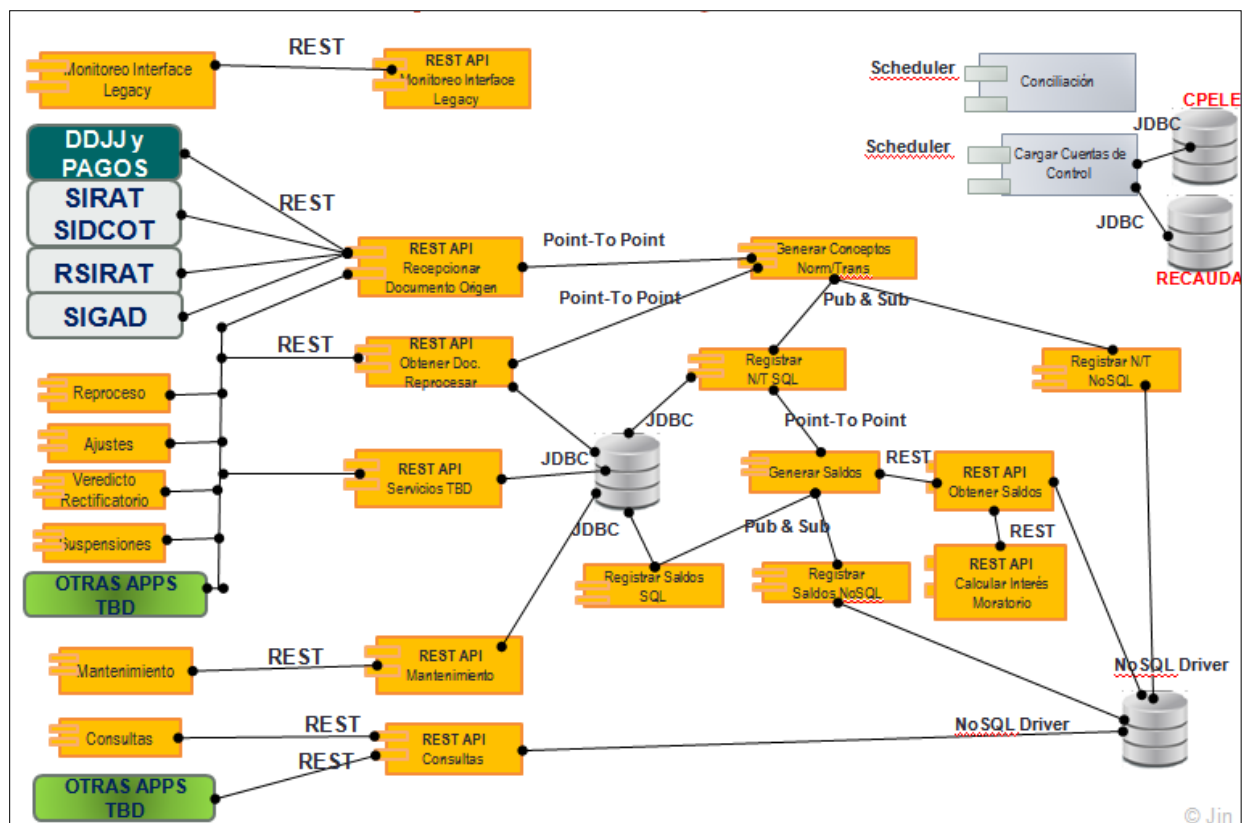 REST
Monitoreo Interface
Legacy
REST API
Monitoreo Interface
Legacy
Scheduler
Conciliación
CPELE
JDBC
Scheduler
Cargar Cuentas de
Control
JDBC
RECAUDA
DDJJ y
PAGOS
SIRAT
SIDCOT
RSIRAT
SIGAD
REST
REST API
Recepcionar
Documento Origen
Point-To Point
Generar Conceptos
Norm/Trans
Point-To Point
Pub & Sub
REST
REST API
Obtener Doc.
Reprocesar
Registrar
N/T SQL
Registrar N/T
NoSQL
Reproceso
Ajustes
Veredicto
Rectificatorio
Suspensiones
OTRAS APPS
TBD
JDBC
Point-To Point
REST API
Servicios TBD
JDBC
Generar Saldos
REST
REST API
Obtener Saldos
JDBC
Pub & Sub
REST
Registrar Saldos
SQL
Registrar
Saldos NoSQL
REST API
Calcular Interés
Moratorio
Mantenimiento
REST
REST API
Mantenimiento
NoSQL Driver
Consultas
REST
REST API
Consultas
NoSQL Driver
REST
OTRAS APPS
TBD
© Jin